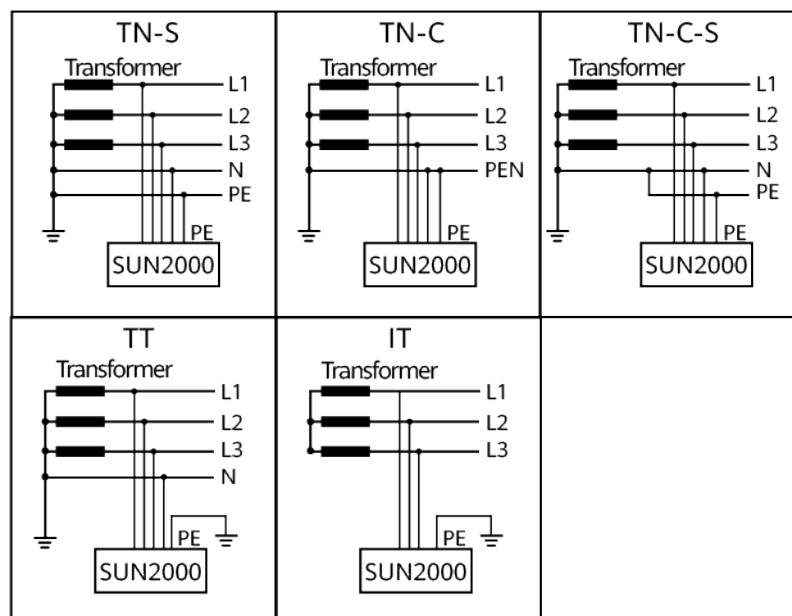 TN-S
Transformer
L1
L2
L3
N
PE
PE
SUN2000
TN-C
Transformer
L1
L2
L3
PEN
PE
SUN2000
TN-C-S
Transformer
L1
L2
L3
N
PE
PE
SUN2000
TT
Transformer
L1
L2
L3
N
PE
SUN2000
IT
Transformer
L1
L2
L3
PE
SUN2000